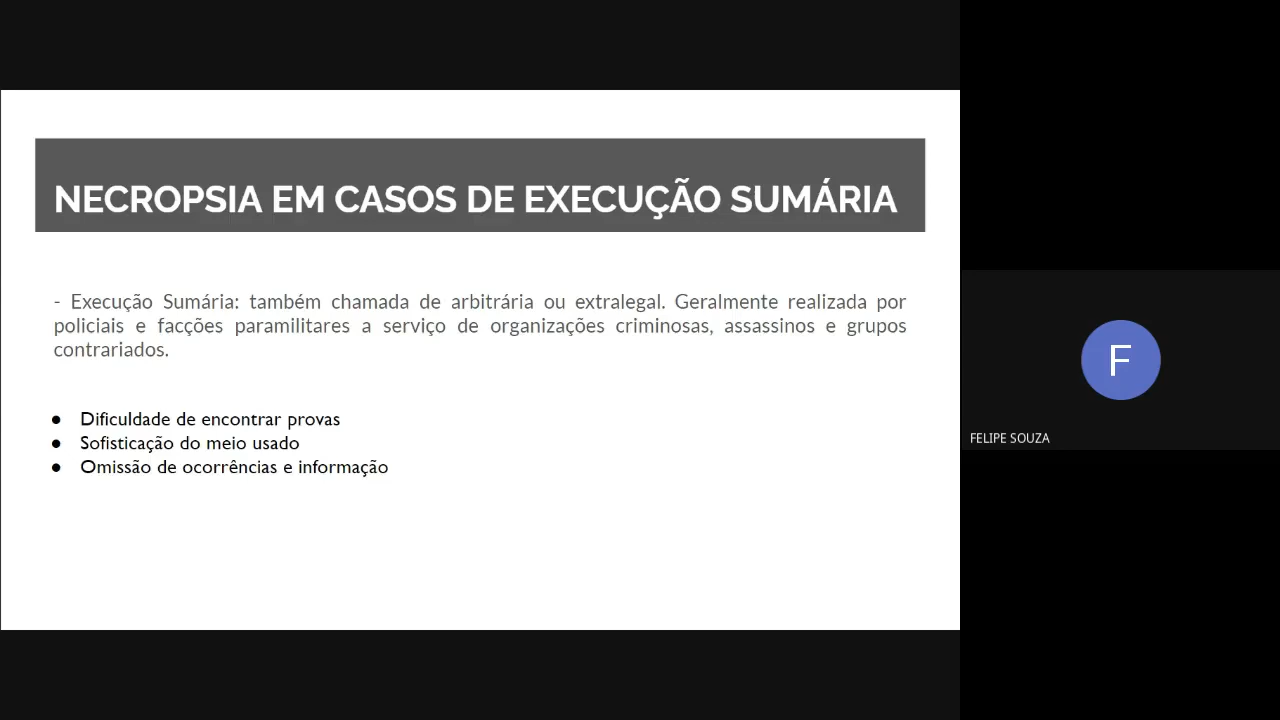 NECROPSIA EM CASOS DE EXECUÇÃO SUMÁRIA
- Execução Sumária: também chamada de arbitrária ou extralegal. Geralmente realizada por
policiais e facções paramilitares a serviço de organizações criminosas, assassinos e grupos
contrariados.
● Dificuldade de encontrar provas
● Sofisticação do meio usado
● Omissão de ocorrências e informação
F
FELIPE SOUZA